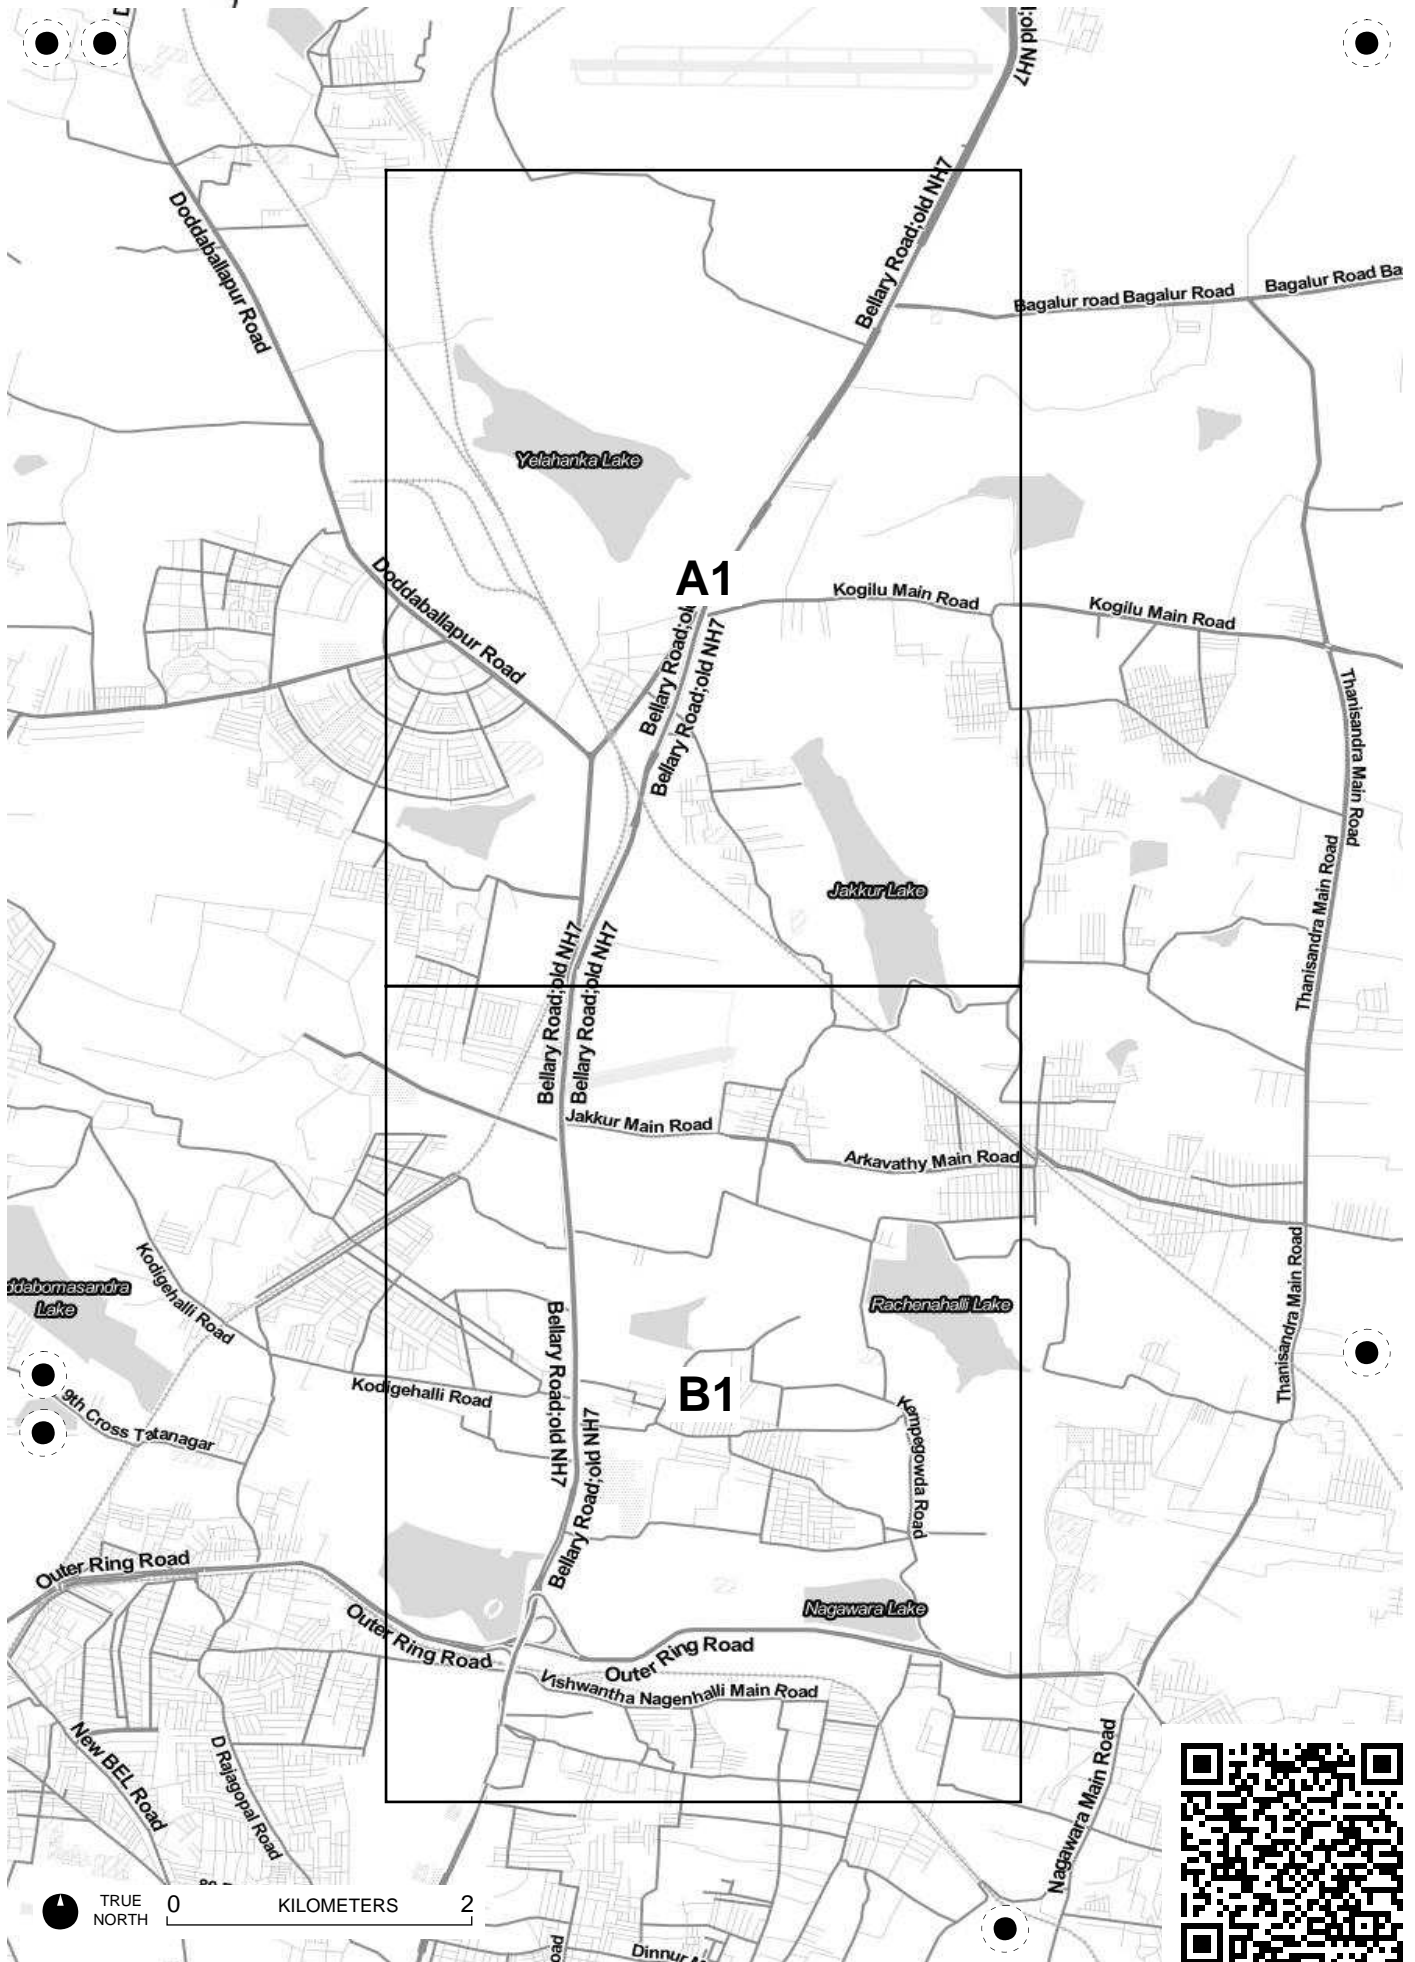 old NH7
Bellary Road;old NH7
Doddaballapur Road
Bagalur road Bagalur Road
Bagalur Road Ba
Yelahanka Lake
A1
Doddaballapur Road
Kogilu Main Road
Kogilu Main Road
Bellary Road;old
Bellary Road;old NH7
Thanisandra Main Road
Thanisandra Main Road
Jakkur Lake
Bellary Road;old NH7
Bellary Road;old NH7
Jakkur Main Road
Arkavathy Main Road
Kodigehalli Road
ddabomasandra
Lake
Rachenahalli Lake
Thanisandra Main Road
Bellary Road;old NH7
Kodigehalli Road
B1
9th Cross Tatanagar
Kempegowda Road
Bellary Road;old NH7
Outer Ring Road
Outer Ring Road
Nagawara Lake
Outer Ring Road
Vishwantha Nagenhalli Main Road
New BEL Road
D Rajagopal Road
Nagawara Main Road
TRUE
NORTH
0 KILOMETERS 2
oad
Dinnur